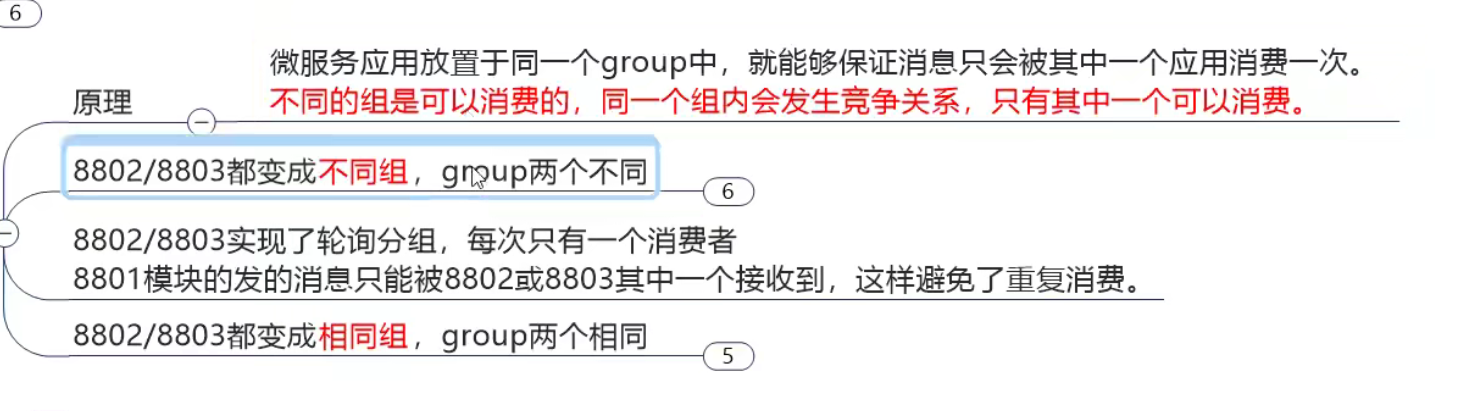 6
微服务应用放置于同一个group中，就能够保证消息只会被其中一个应用消费一次。
原理
不同的组是可以消费的，同一个组内会发生竞争关系，只有其中一个可以消费。
8802/8803都变成不同组，group两个不同
6
8802/8803实现了轮询分组，每次只有一个消费者
8801模块的发的消息只能被8802或8803其中一个接收到，这样避免了重复消费。
8802/8803都变成相同组，group两个相同
5